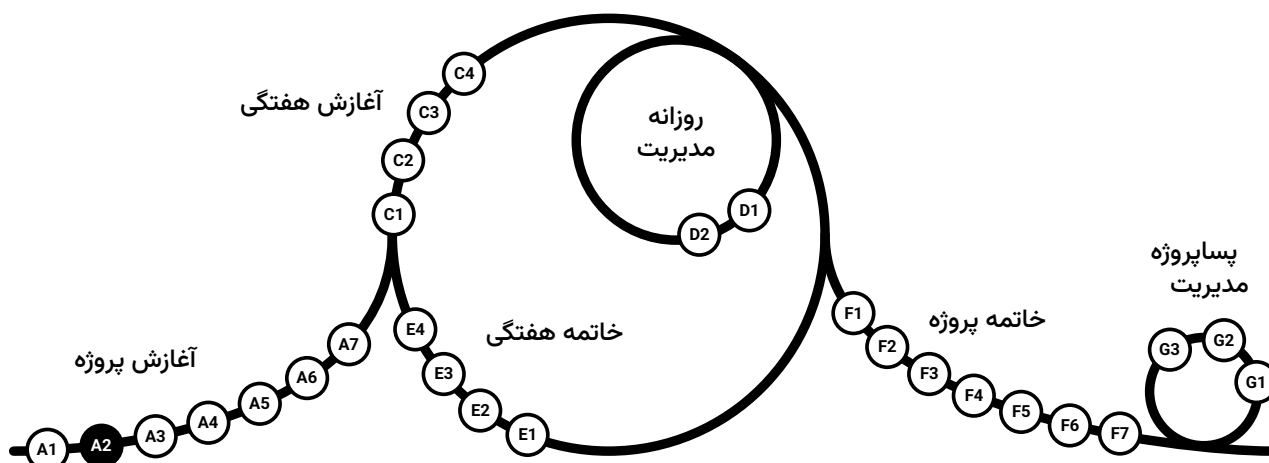 آغازش پروژه
A1
A2
A3
A4
A5
A6
A7
آغازش هفتگی
C1
C2
C3
C4
روزانه
مدیریت
D1
D2
خاتمه هفتگی
E1
E2
E3
E4
خاتمه پروژه
F1
F2
F3
F4
F5
F6
F7
پساپروژه
مدیریت
G1
G2
G3